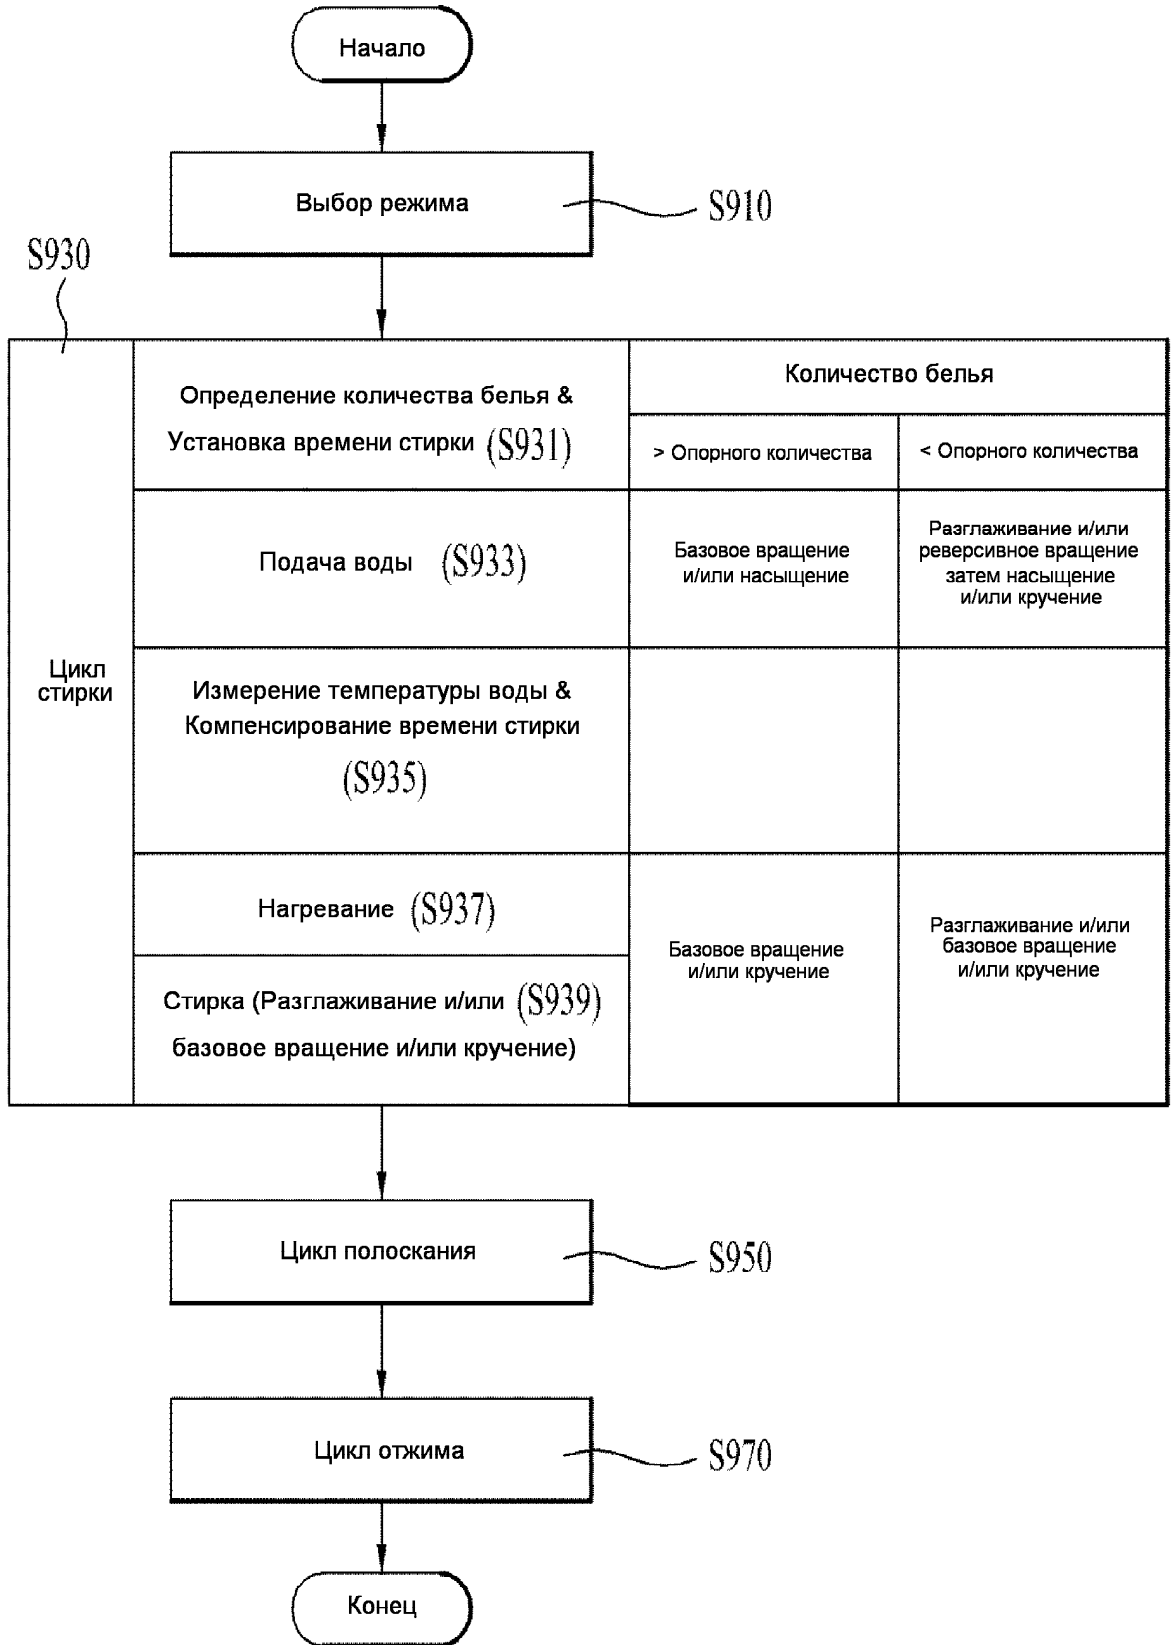 Начало
Выбор режима
S910
S930
Цикл
стирки
Определение количества белья &
Установка времени стирки (S931)
Количество белья
> Опорного количества
< Опорного количества
Подача воды (S933)
Базовое вращение
и/или насыщение
Разглаживание и/или
реверсивное вращение
затем насыщение
и/или кручение
Измерение температуры воды &
Компенсирование времени стирки
(S935)
Нагревание (S937)
Стирка (Разглаживание и/или (S939)
базовое вращение и/или кручение)
Базовое вращение
и/или кручение
Разглаживание и/или
базовое вращение
и/или кручение
Цикл полоскания
S950
Цикл отжима
S970
Конец